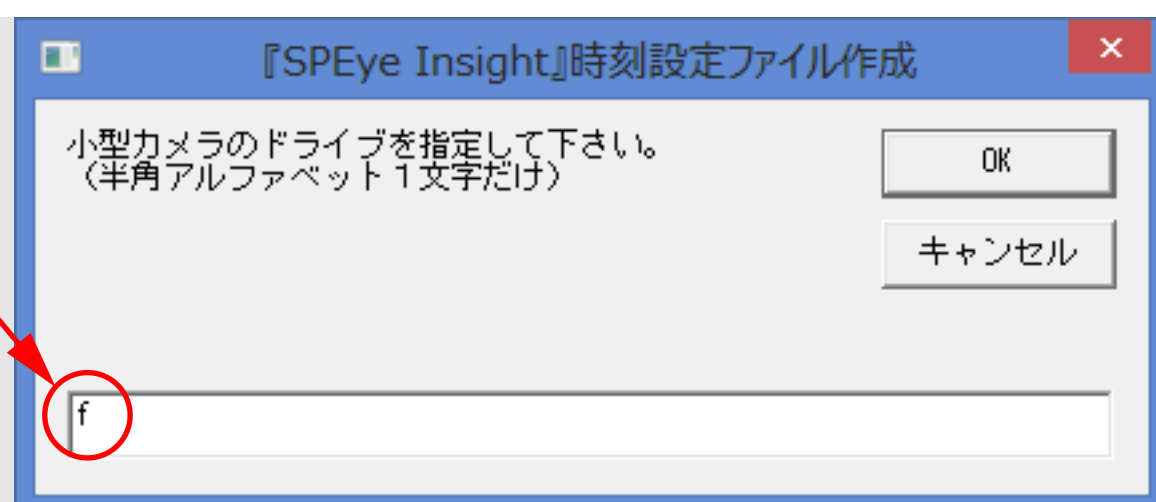 『SPEye Insight』時刻設定ファイル作成
小型カメラのドライブを指定して下さい。
（半角アルファベット１文字だけ）
OK
キャンセル
f